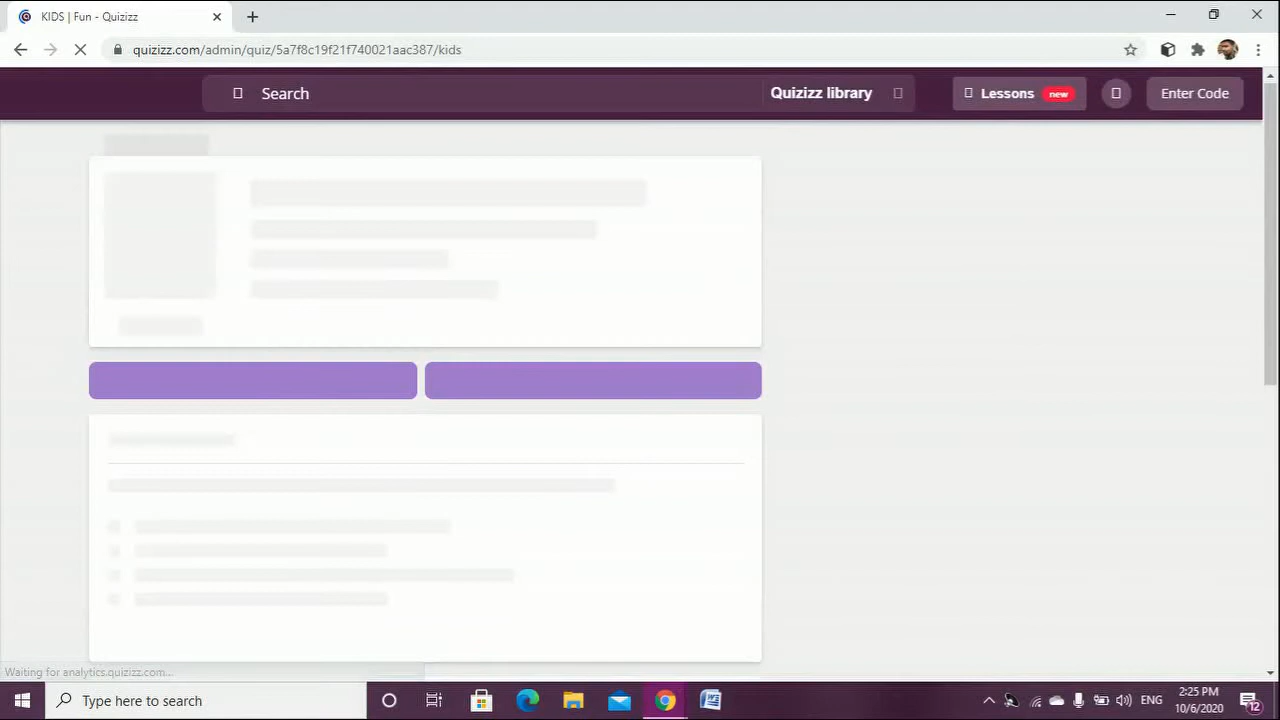 KIDS | Fun - Quizizz
quizizz.com/admin/quiz/5a7f8c19f21f740021aac387/kids
Search
Quizizz library
Lessons new
Enter Code
Waiting for analytics.quizizz.com...
Type here to search
ENG
2:25 PM
10/6/2020
12